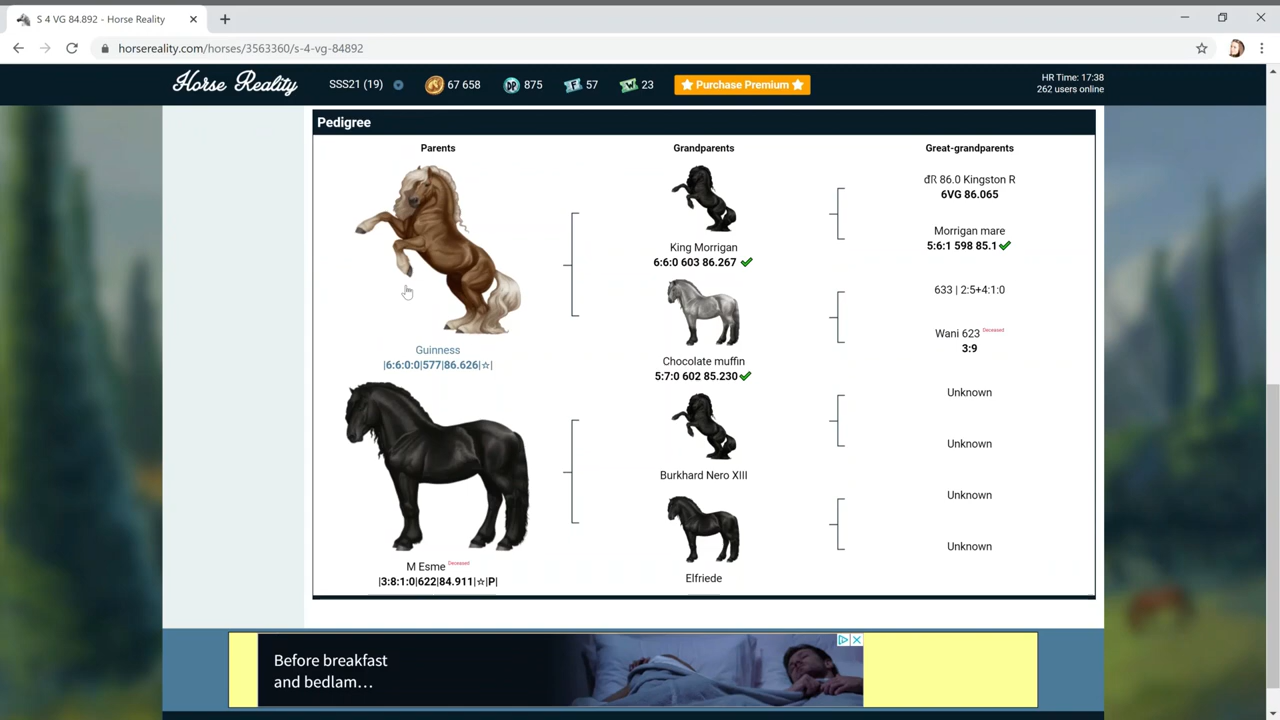 S 4 VG 84.892 - Horse Reality
horsereality.com/horses/3563360/s-4-vg-84892
Horse Reality
SSS21 (19)
67 658
DP
875
57
23
Purchase Premium
HR Time: 17:38
262 users online
Pedigree
Parents
Grandparents
Great-grandparents
Guinness
|6:6:0:0|577|86.626|☆|
M Esme Deceased
|3:8:1:0|622|84.911|☆|P|
King Morrigan
6:6:0 603 86.267 ✔
Chocolate muffin
5:7:0 602 85.230✔
Burkhard Nero XIII
Elfriede
đR 86.0 Kingston R
6VG 86.065
Morrigan mare
5:6:1 598 85.1✔
633 | 2:5+4:1:0
Wani 623 Deceased
3:9
Unknown
Unknown
Unknown
Unknown
Before breakfast
and bedlam...